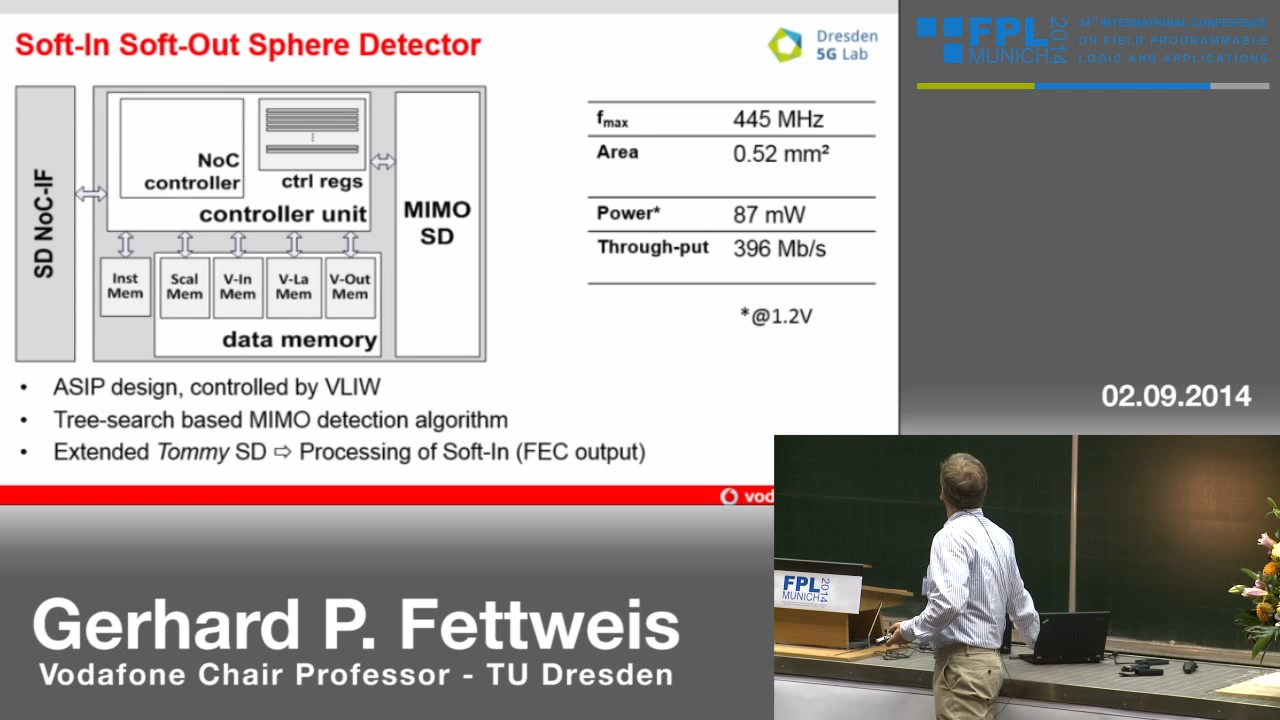 Soft-In Soft-Out Sphere Detector
Dresden
5G Lab
SD NoC-IF
NoC
controller
ctrl regs
controller unit
MIMO
SD
Inst
Mem
Scal
Mem
V-In
Mem
V-La
Mem
V-Out
Mem
data memory
fmax 445 MHz
Area 0.52 mm²
Power* 87 mW
Through-put 396 Mb/s
*@1.2V
• ASIP design, controlled by VLIW
• Tree-search based MIMO detection algorithm
• Extended Tommy SD ⇨ Processing of Soft-In (FEC output)
vod
FPL
MUNICH
2014
24th INTERNATIONAL CONFERENCE
ON FIELD PROGRAMMABLE
LOGIC AND APPLICATIONS
02.09.2014
FPL
MUNICH
2014
Gerhard P. Fettweis
Vodafone Chair Professor - TU Dresden